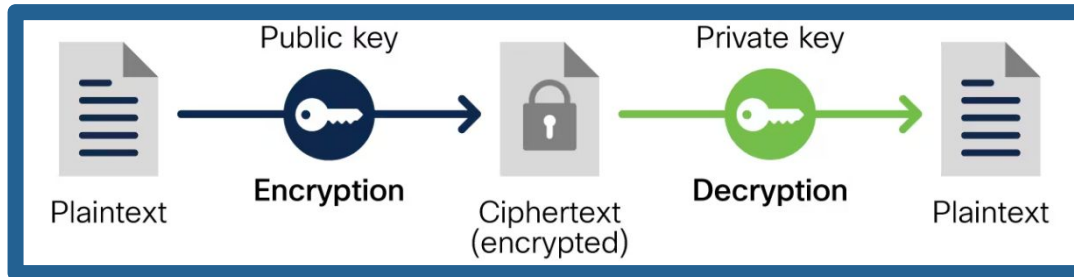 Public key
Private key
Encryption
Decryption
Plaintext
Ciphertext
(encrypted)
Plaintext